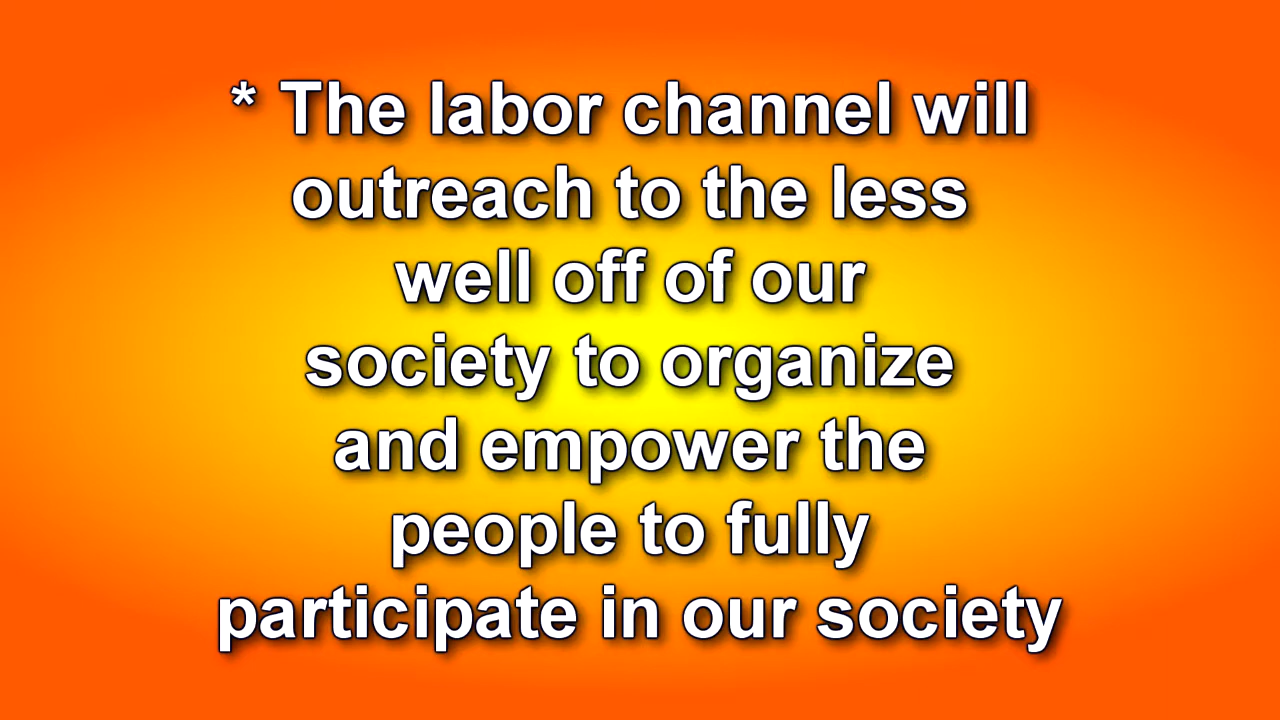 * The labor channel will
outreach to the less
well off of our
society to organize
and empower the
people to fully
participate in our society